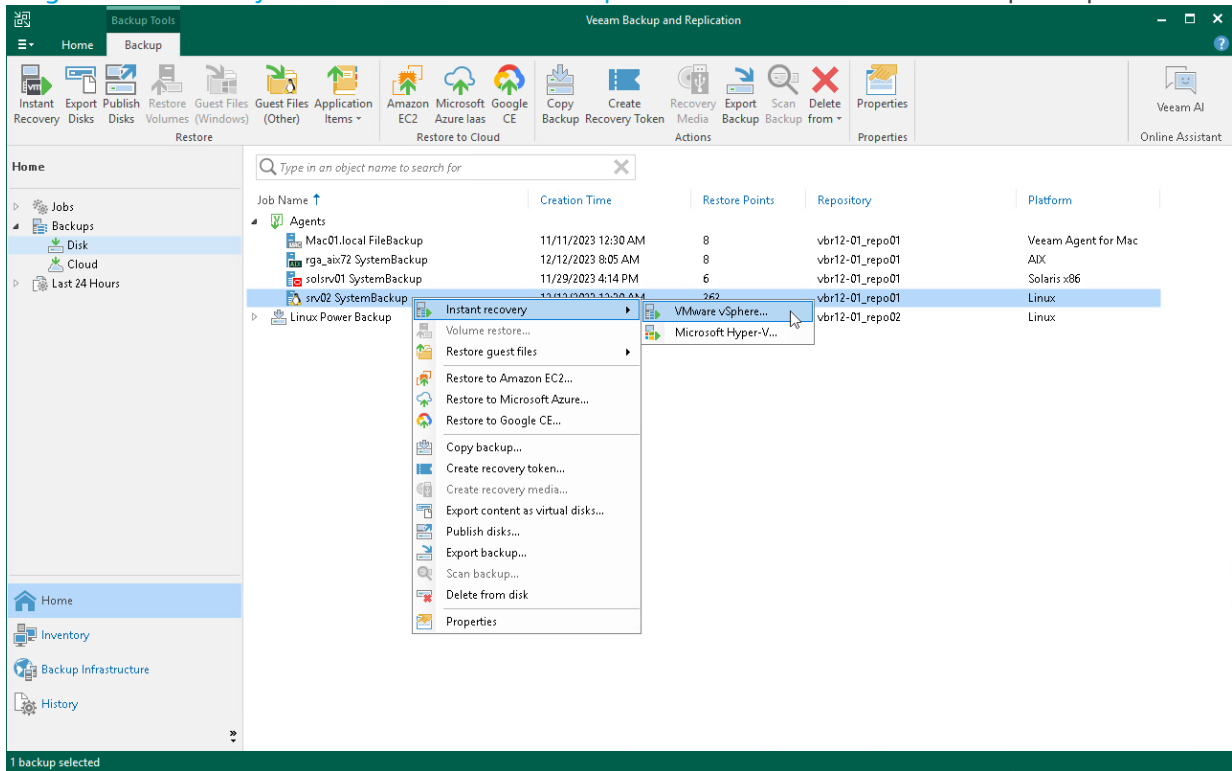 Backup Tools
Veeam Backup and Replication
Home Backup
Instant Recovery
Export Disks
Publish Disks
Restore Volumes
Guest Files (Windows)
Guest Files (Other)
Application Items
Amazon EC2
Microsoft Azure Iaas
Google CE
Copy Backup
Create Recovery Token
Recovery Media
Export Backup
Scan Backup
Delete from
Properties
Veeam AI
Restore
Restore to Cloud
Actions
Properties
Online Assistant
Home
Jobs
Backups
Disk
Cloud
Last 24 Hours
Type in an object name to search for
Job Name Creation Time Restore Points Repository Platform
Agents
Mac01.local FileBackup 11/11/2023 12:30 AM 8 vbr12-01_repo01 Veeam Agent for Mac
rga_aix72 SystemBackup 12/12/2023 8:05 AM 8 vbr12-01_repo01 AIX
solsrv01 SystemBackup 11/29/2023 4:14 PM 6 vbr12-01_repo01 Solaris x86
srv02 SystemBackup vbr12-01_repo01 Linux
Linux Power Backup vbr12-01_repo02 Linux
Instant recovery
Volume restore...
Restore guest files
Restore to Amazon EC2...
Restore to Microsoft Azure...
Restore to Google CE...
Copy backup...
Create recovery token...
Create recovery media...
Export content as virtual disks...
Publish disks...
Export backup...
Scan backup...
Delete from disk
Properties
VMware vSphere...
Microsoft Hyper-V...
Home
Inventory
Backup Infrastructure
History
1 backup selected